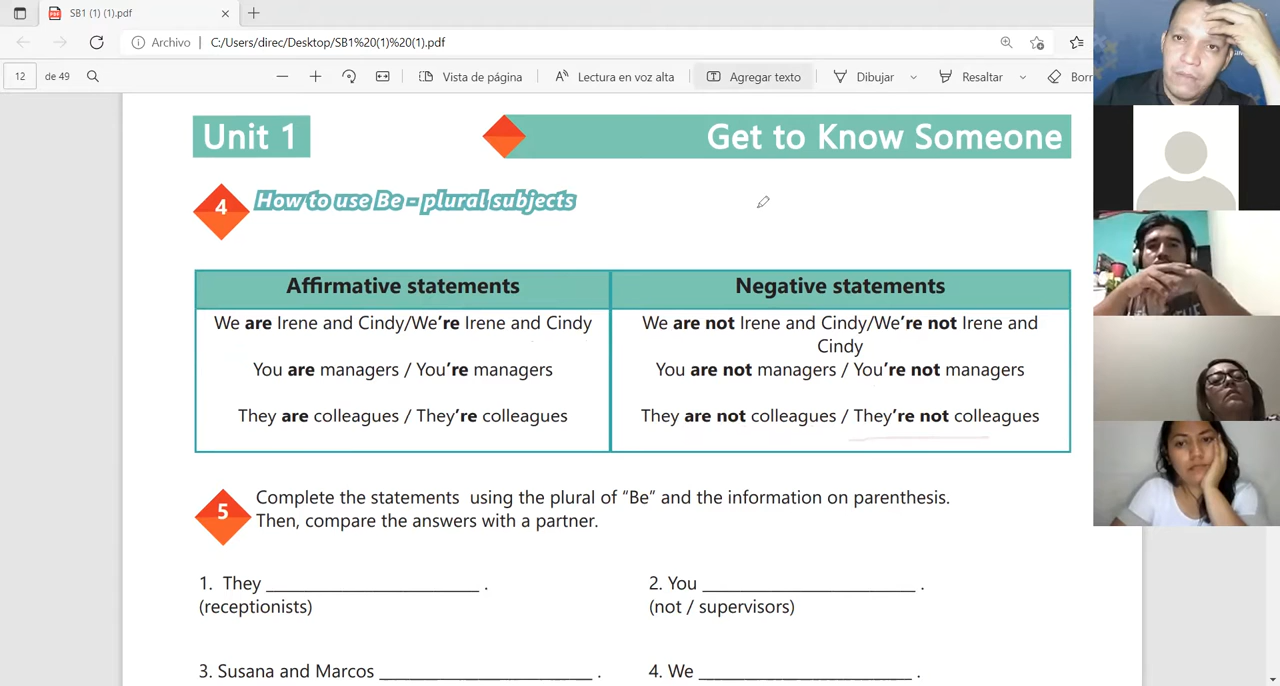 SB1 (1) (1).pdf
Archivo C:/Users/direc/Desktop/SB1%20(1)%20(1).pdf
12 de 49 Vista de página Lectura en voz alta Agregar texto Dibujar Resaltar Borr
Unit 1 Get to Know Someone
4 How to use Be - plural subjects
Affirmative statements Negative statements
We are Irene and Cindy/We're Irene and Cindy We are not Irene and Cindy/We're not Irene and
Cindy
You are managers / You're managers You are not managers / You're not managers
They are colleagues / They're colleagues They are not colleagues / They're not colleagues
5 Complete the statements using the plural of "Be" and the information on parenthesis.
Then, compare the answers with a partner.
1. They ______________________ . 2. You ______________________ .
(receptionists) (not / supervisors)
3. Susana and Marcos ______________________ . 4. We ______________________ .